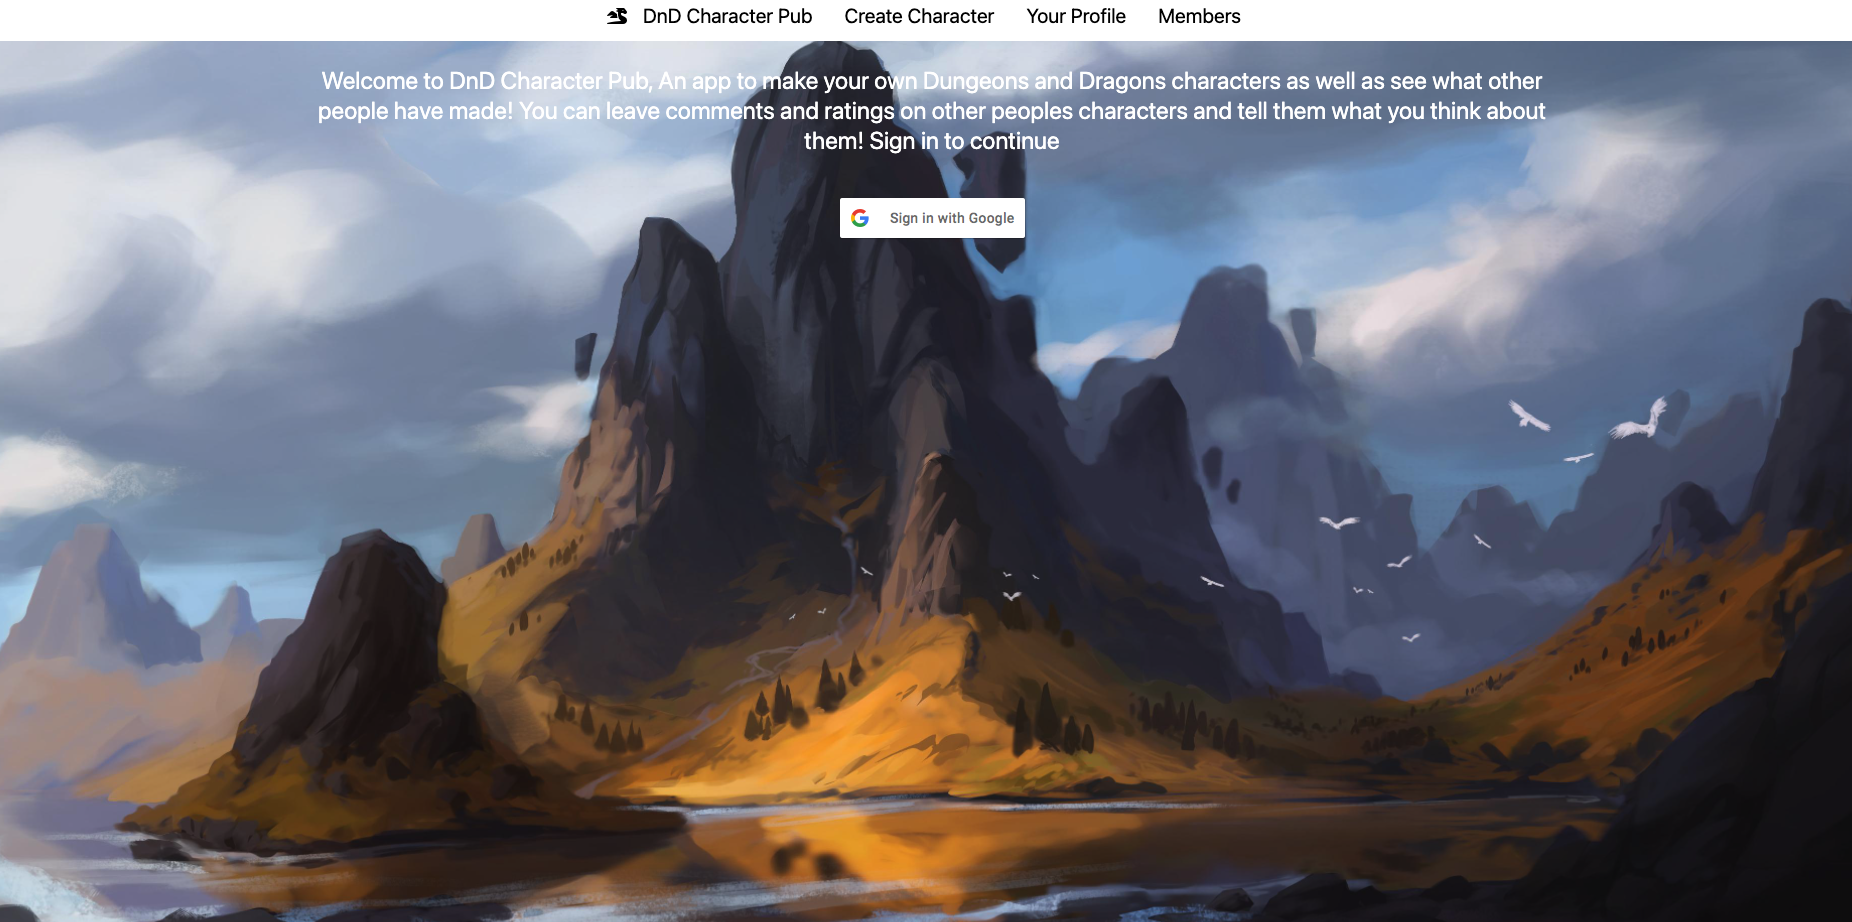 DnD Character Pub Create Character Your Profile Members
Welcome to DnD Character Pub, An app to make your own Dungeons and Dragons characters as well as see what other
people have made! You can leave comments and ratings on other peoples characters and tell them what you think about
them! Sign in to continue
Sign in with Google